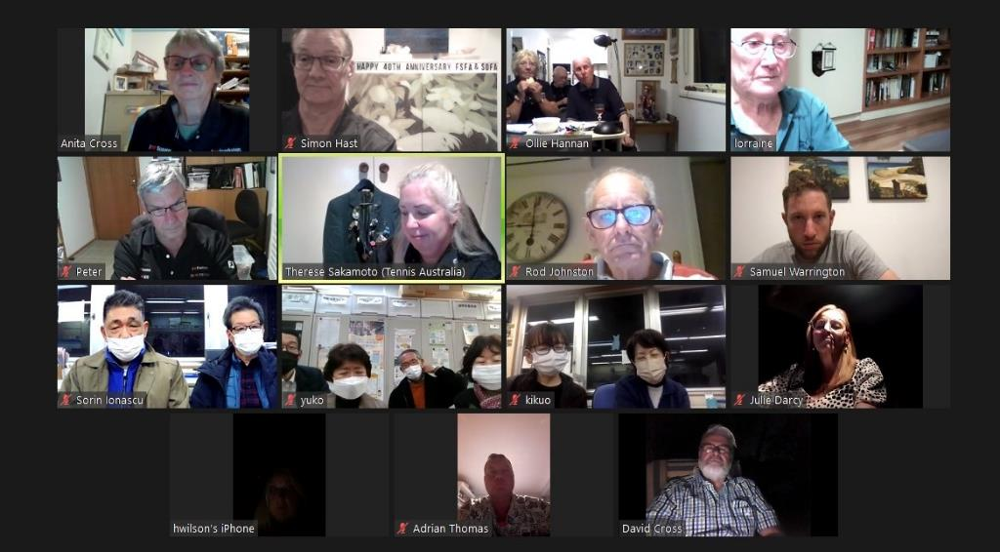 HAPPY 40TH ANNIVERSARY FSFA & SOFA
Anita Cross
Simon Hast
Ollie Hannan
lorraine
Peter
Therese Sakamoto (Tennis Australia)
Rod Johnston
Samuel Warrington
Sorin Ionascu
yuko
kikuo
Julie Darcy
hwilson's iPhone
Adrian Thomas
David Cross